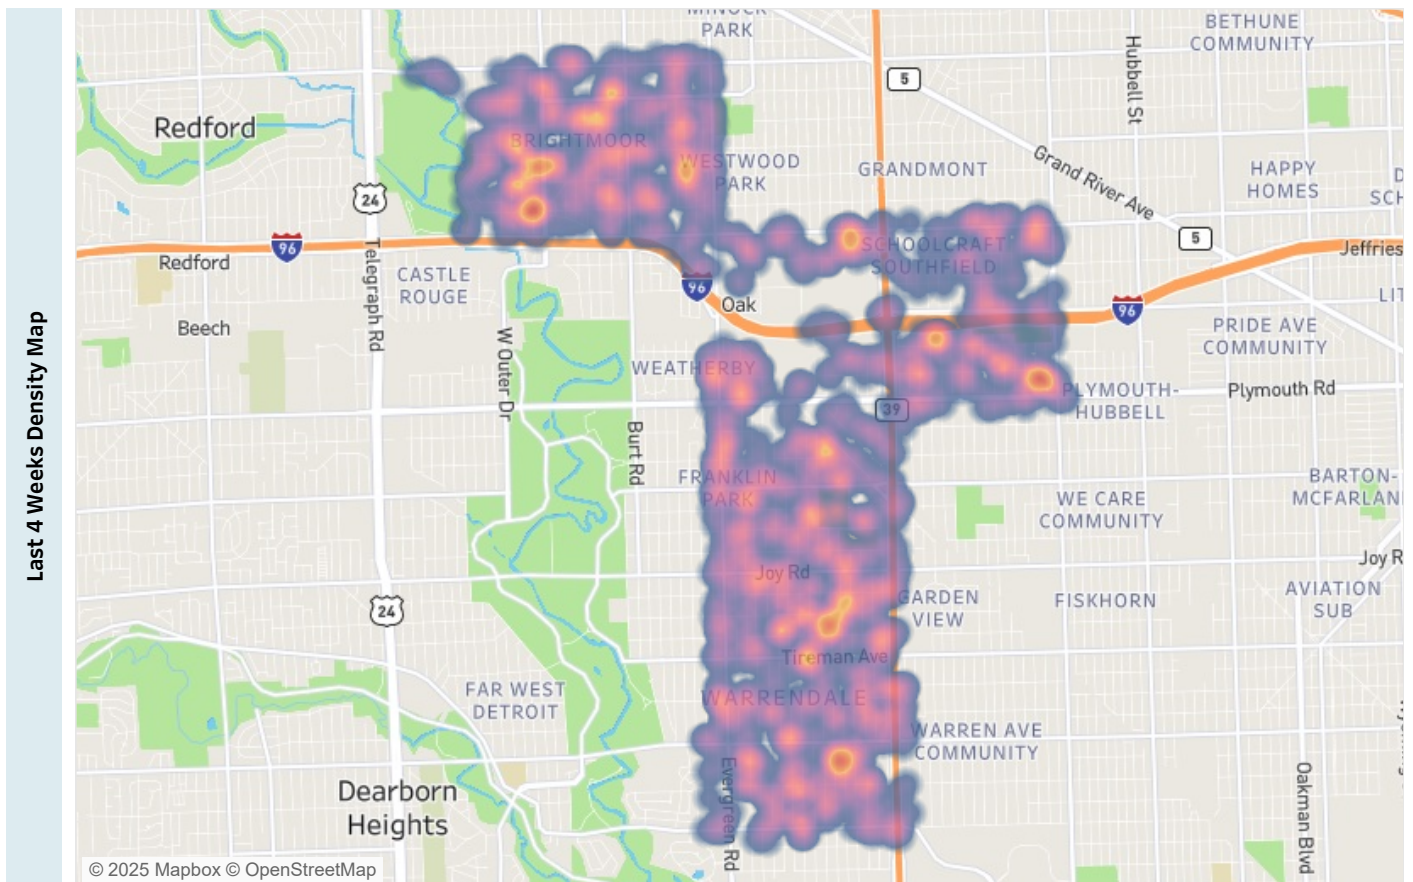 Last 4 Weeks Density Map
PARK
BETHUNE
COMMUNITY
Hubbell St
5
Redford
BRIGHTMOOR
WESTWOOD
PARK
GRANDMONT
Grand River Ave
HAPPY
HOMES
24
5
96
Redford
Telegraph Rd
CASTLE
ROUGE
SCHOOLCRAFT
SOUTHFIELD
Jeffries
96
Oak
96
Beech
W Outer Dr
PRIDE AVE
COMMUNITY
WEATHERBY
39
PLYMOUTH-
HUBBELL
Plymouth Rd
Burt Rd
FRANKLIN
PARK
WE CARE
COMMUNITY
BARTON-
MCFARLAN
Joy Rd
Joy R
24
GARDEN
VIEW
FISKHORN
AVIATION
SUB
Tireman Ave
FAR WEST
DETROIT
WARRENDALE
WARREN AVE
COMMUNITY
Dearborn
Heights
Evergreen Rd
Oakman Blvd
© 2025 Mapbox © OpenStreetMap